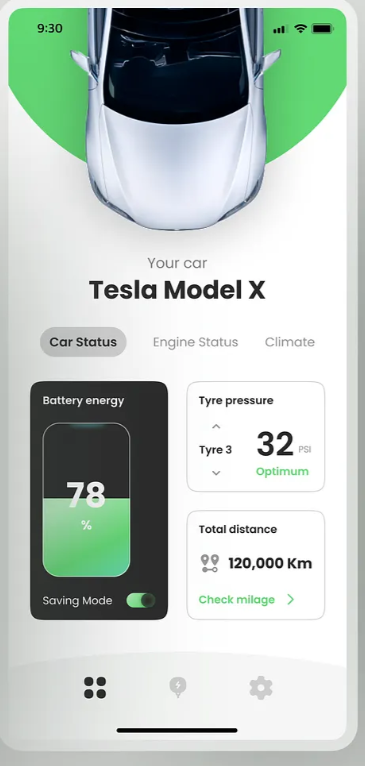 9:30
Your car
Tesla Model X
Car Status Engine Status Climate
Battery energy
78
%
Saving Mode
Tyre pressure
Tyre 3 32 PSI
Optimum
Total distance
120,000 Km
Check milage